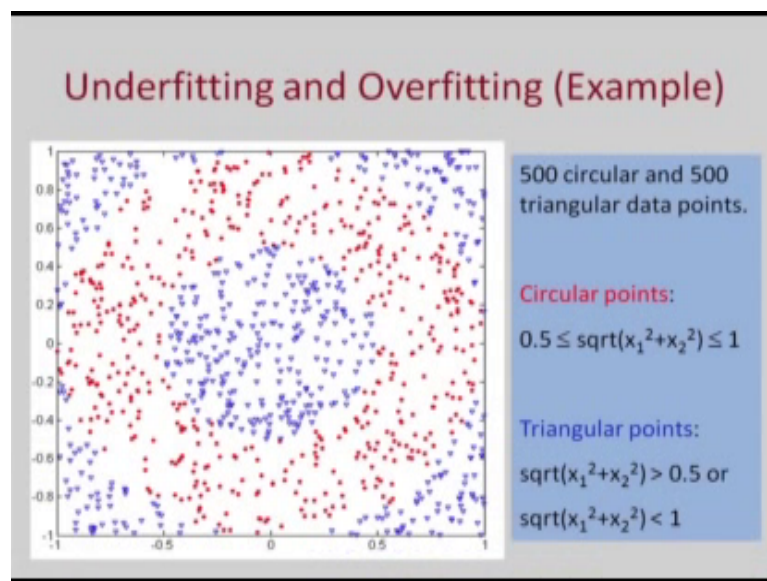 Underfitting and Overfitting (Example)
1
0.8
0.6
0.4
0.2
0
-0.2
-0.4
-0.6
-0.8
-1
-1
-0.5
0
0.5
1
500 circular and 500
triangular data points.
Circular points:
0.5 ≤ sqrt(x₁²+x₂²) ≤ 1
Triangular points:
sqrt(x₁²+x₂²) > 0.5 or
sqrt(x₁²+x₂²) < 1